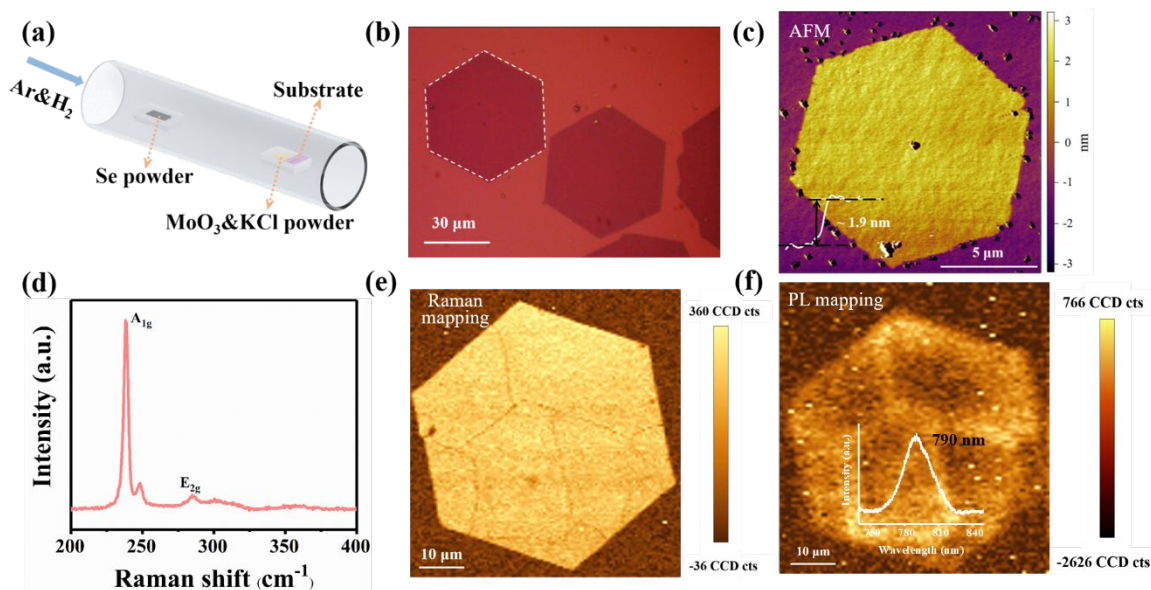 (a)
Ar&H2
Substrate
Se powder
MoO3&KCl powder
(b)
30 μm
(c)
AFM
~ 1.9 nm
5 μm
3
2
1
0
-1
-2
-3
nm
(d)
A1g
E2g
Intensity (a.u.)
200 250 300 350 400
Raman shift (cm-1)
(e)
Raman
mapping
10 μm
360 CCD cts
-36 CCD cts
(f)
PL mapping
790 nm
Intensity (a.u.)
750 780 810 840
Wavelength (nm)
10 μm
766 CCD cts
-2626 CCD cts